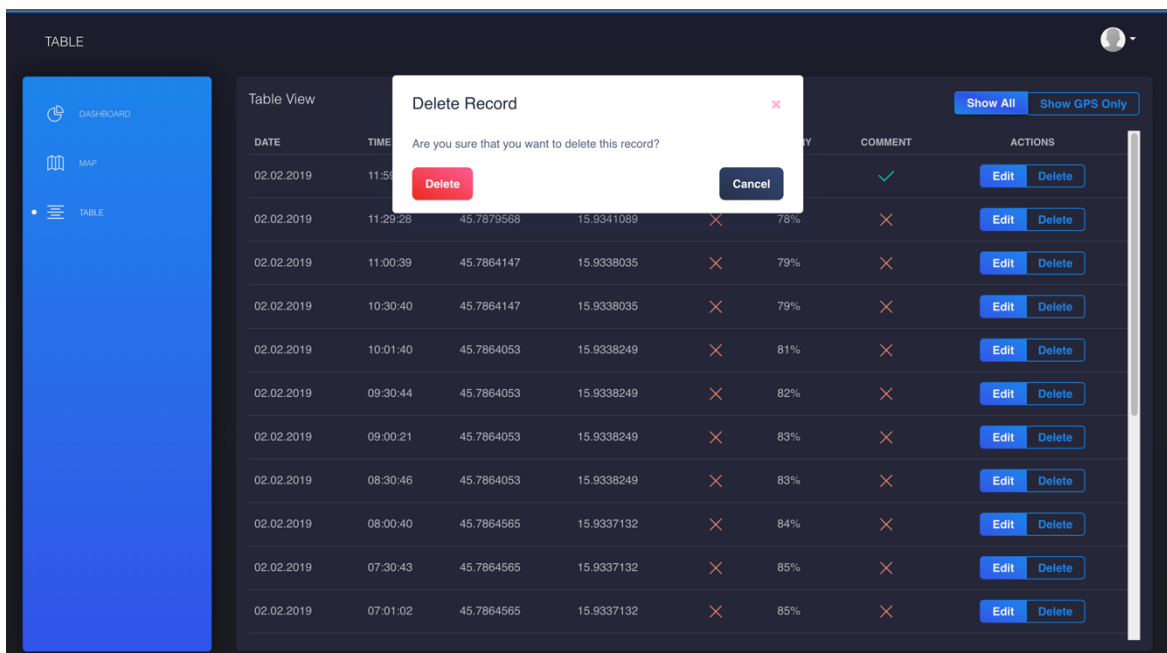 TABLE
DASHBOARD
MAP
TABLE
Table View
Show All Show GPS Only
Delete Record
Are you sure that you want to delete this record?
Delete Cancel
DATE TIME COMMENT ACTIONS
02.02.2019 Edit Delete
02.02.2019 11:29:28 45.7879568 15.9341089 78% Edit Delete
02.02.2019 11:00:39 45.7864147 15.9338035 79% Edit Delete
02.02.2019 10:30:40 45.7864147 15.9338035 79% Edit Delete
02.02.2019 10:01:40 45.7864053 15.9338249 81% Edit Delete
02.02.2019 09:30:44 45.7864053 15.9338249 82% Edit Delete
02.02.2019 09:00:21 45.7864053 15.9338249 83% Edit Delete
02.02.2019 08:30:46 45.7864053 15.9338249 83% Edit Delete
02.02.2019 08:00:40 45.7864565 15.9337132 84% Edit Delete
02.02.2019 07:30:43 45.7864565 15.9337132 85% Edit Delete
02.02.2019 07:01:02 45.7864565 15.9337132 85% Edit Delete